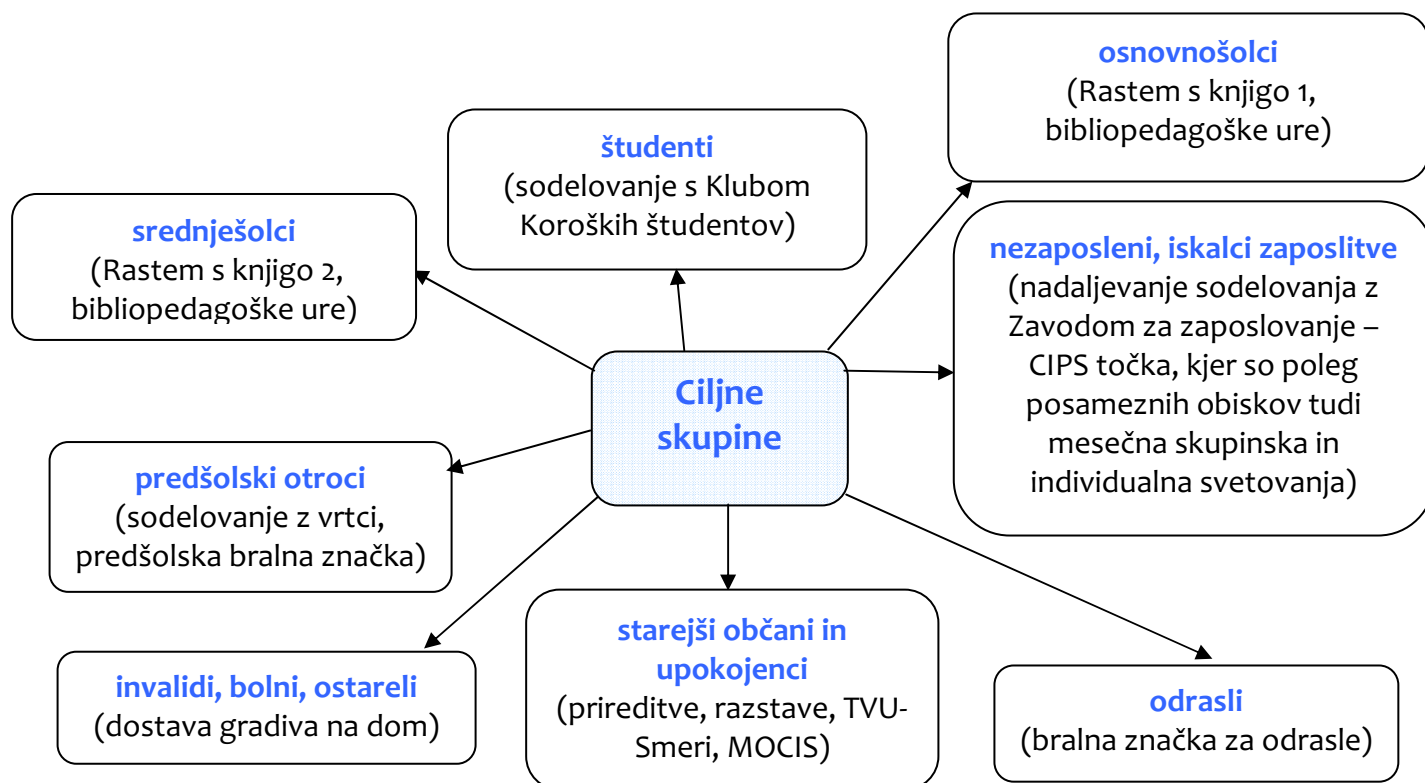 osnovnošolci
(Rastem s knjigo 1,
bibliopedagoške ure)
študenti
(sodelovanje s Klubom
Koroških študentov)
srednješolci
(Rastem s knjigo 2,
bibliopedagoške ure)
nezaposleni, iskalci zaposlitve
(nadaljevanje sodelovanja z
Zavodom za zaposlovanje –
CIPS točka, kjer so poleg
posameznih obiskov tudi
mesečna skupinska in
individualna svetovanja)
Ciljne
skupine
predšolski otroci
(sodelovanje z vrtci,
predšolska bralna značka)
invalidi, bolni, ostareli
(dostava gradiva na dom)
starejši občani in
upokojenci
(prireditve, razstave, TVU-
Smeri, MOCIS)
odrasli
(bralna značka za odrasle)